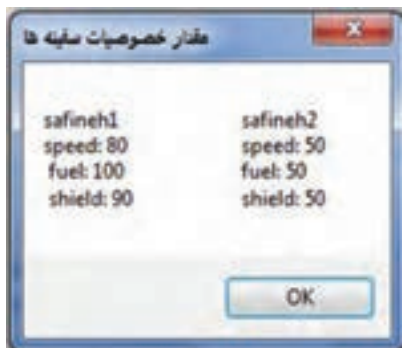 مقدار خصوصیات سفینه ها
safineh1 safineh2
speed: 80 speed: 50
fuel: 100 fuel: 50
shield: 90 shield: 50
OK